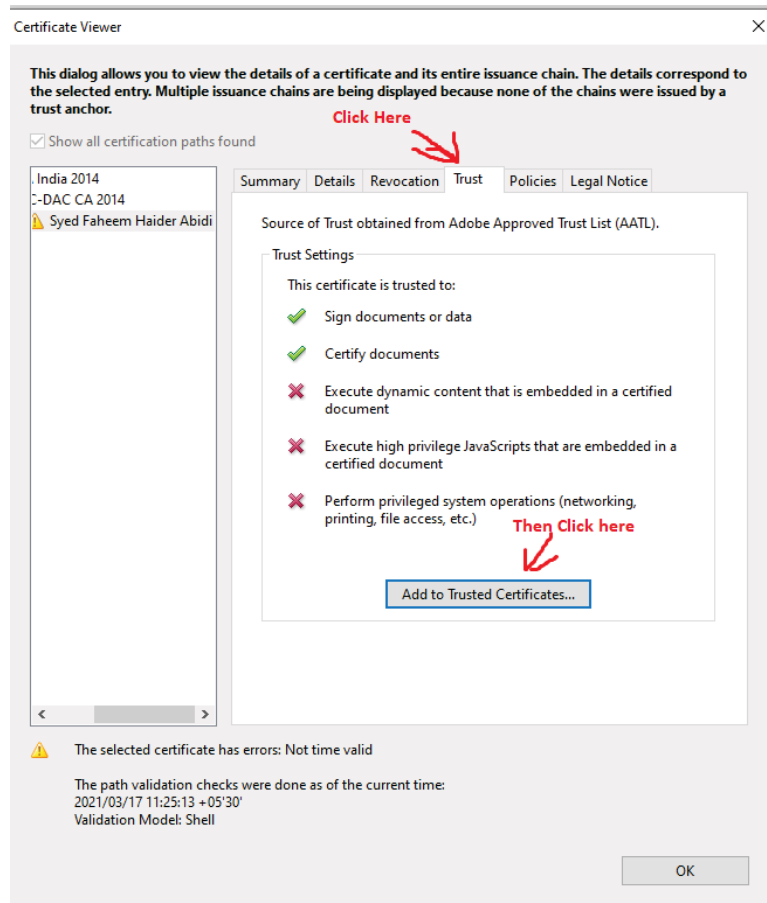 Certificate Viewer
This dialog allows you to view the details of a certificate and its entire issuance chain. The details correspond to
the selected entry. Multiple issuance chains are being displayed because none of the chains were issued by a
trust anchor.
Click Here
Show all certification paths found
India 2014
C-DAC CA 2014
Syed Faheem Haider Abidi
Summary Details Revocation Trust Policies Legal Notice
Source of Trust obtained from Adobe Approved Trust List (AATL).
Trust Settings
This certificate is trusted to:
Sign documents or data
Certify documents
Execute dynamic content that is embedded in a certified
document
Execute high privilege JavaScripts that are embedded in a
certified document
Perform privileged system operations (networking,
printing, file access, etc.)
Then Click here
Add to Trusted Certificates...
The selected certificate has errors: Not time valid
The path validation checks were done as of the current time:
2021/03/17 11:25:13 +05'30'
Validation Model: Shell
OK